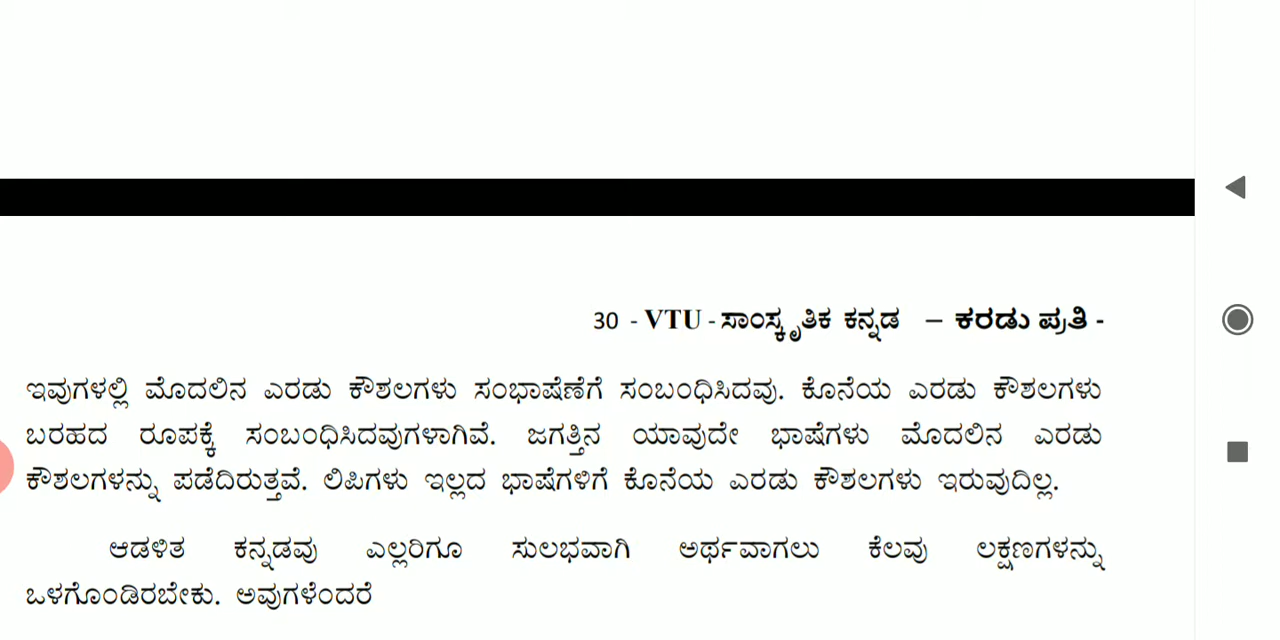 30 - VTU - ಸಾಂಸ್ಕೃತಿಕ ಕನ್ನಡ – ಕರಡು ಪ್ರತಿ -
ಇವುಗಳಲ್ಲಿ ಮೊದಲಿನ ಎರಡು ಕೌಶಲಗಳು ಸಂಭಾಷೆಣೆಗೆ ಸಂಬಂಧಿಸಿದವು. ಕೊನೆಯ ಎರಡು ಕೌಶಲಗಳು
ಬರಹದ ರೂಪಕ್ಕೆ ಸಂಬಂಧಿಸಿದವುಗಳಾಗಿವೆ. ಜಗತ್ತಿನ ಯಾವುದೇ ಭಾಷೆಗಳು ಮೊದಲಿನ ಎರಡು
ಕೌಶಲಗಳನ್ನು ಪಡೆದಿರುತ್ತವೆ. ಲಿಪಿಗಳು ಇಲ್ಲದ ಭಾಷೆಗಳಿಗೆ ಕೊನೆಯ ಎರಡು ಕೌಶಲಗಳು ಇರುವುದಿಲ್ಲ.
ಆಡಳಿತ ಕನ್ನಡವು ಎಲ್ಲರಿಗೂ ಸುಲಭವಾಗಿ ಅರ್ಥವಾಗಲು ಕೆಲವು ಲಕ್ಷಣಗಳನ್ನು
ಒಳಗೊಂಡಿರಬೇಕು. ಅವುಗಳೆಂದರೆ